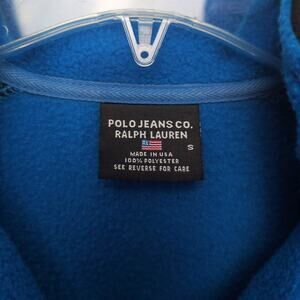 POLO JEANS CO.
RALPH LAUREN
S
MADE IN USA
100% POLYESTER
SEE REVERSE FOR CARE